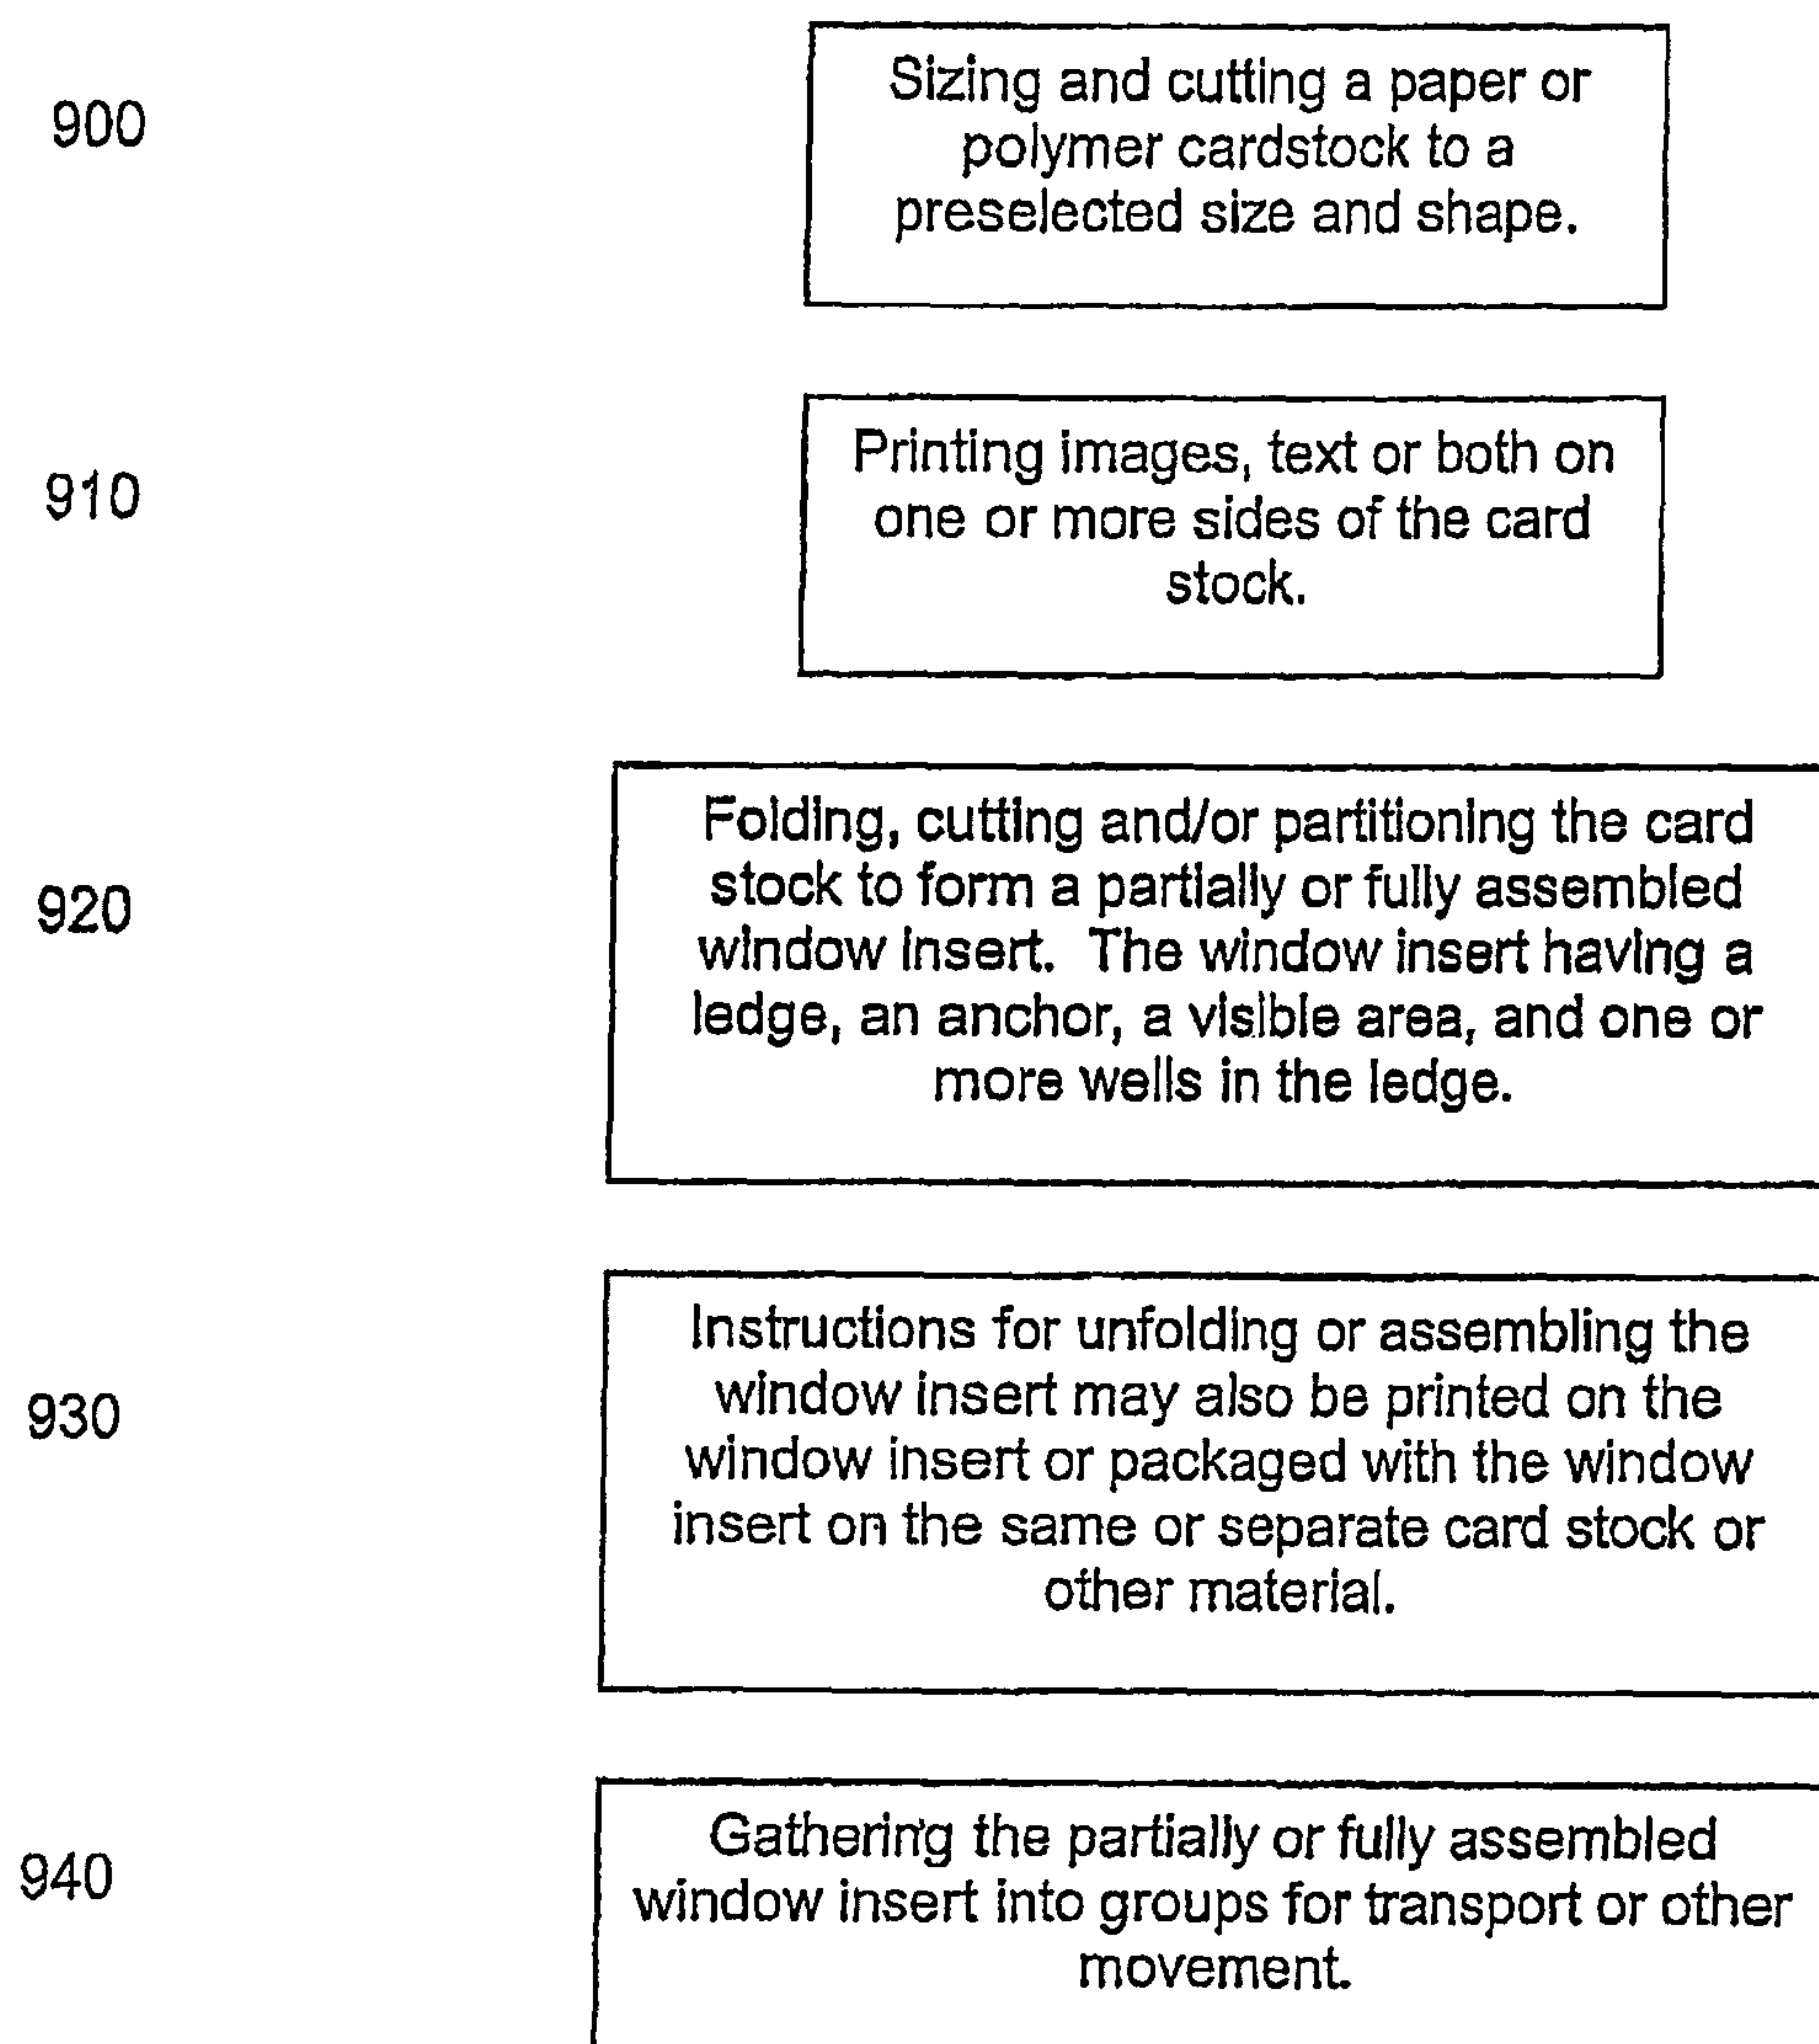 900
Sizing and cutting a paper or
polymer cardstock to a
preselected size and shape.
910
Printing images, text or both on
one or more sides of the card
stock.
920
Folding, cutting and/or partitioning the card
stock to form a partially or fully assembled
window insert. The window insert having a
ledge, an anchor, a visible area, and one or
more wells in the ledge.
930
Instructions for unfolding or assembling the
window insert may also be printed on the
window insert or packaged with the window
insert on the same or separate card stock or
other material.
940
Gathering the partially or fully assembled
window insert into groups for transport or other
movement.